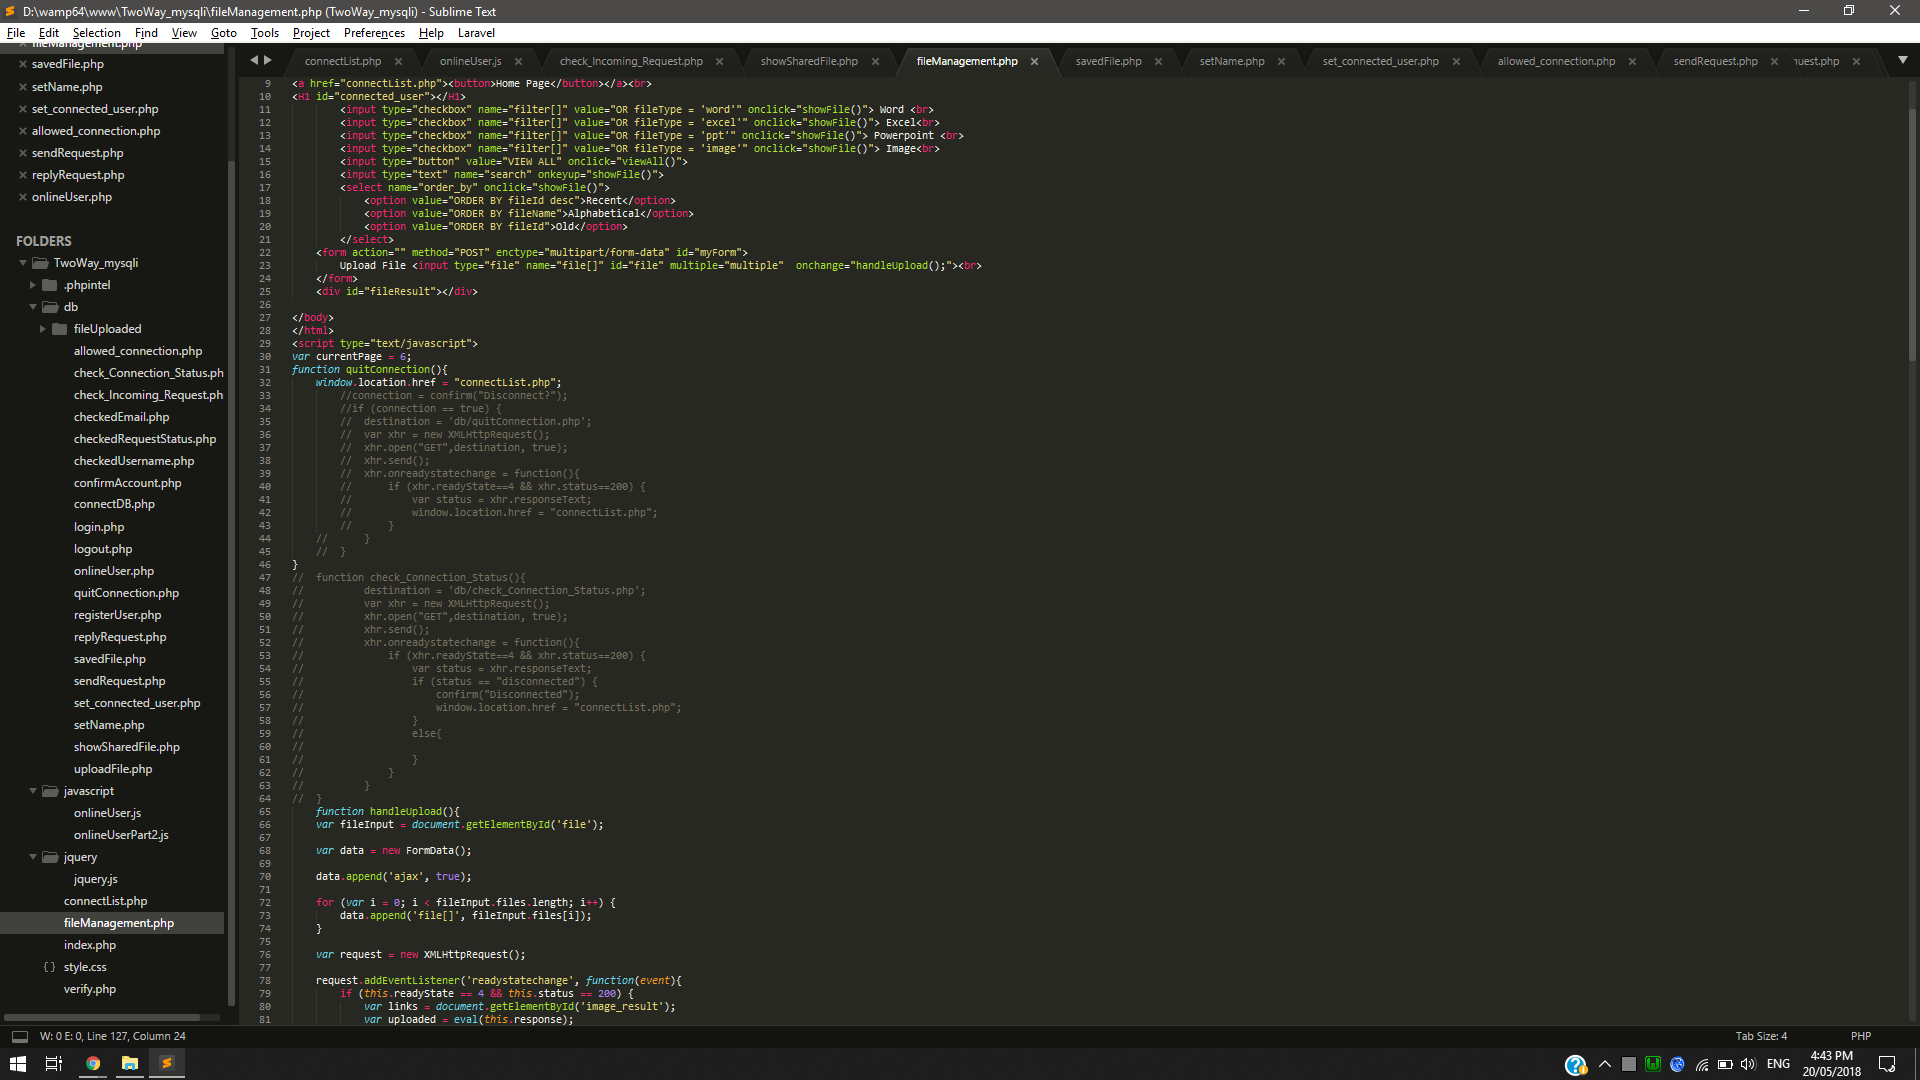 D:\wamp64\www\TwoWay_mysqli\fileManagement.php (TwoWay_mysqli) - Sublime Text
File Edit Selection Find View Goto Tools Project Preferences Help Laravel
connectList.php onlineUser.js check_Incoming_Request.php showSharedFile.php fileManagement.php savedFile.php setName.php set_connected_user.php allowed_connection.php sendRequest.php
fileManagement.php
savedFile.php
setName.php
set_connected_user.php
allowed_connection.php
sendRequest.php
replyRequest.php
onlineUser.php
FOLDERS
TwoWay_mysqli
.phpintel
db
fileUploaded
allowed_connection.php
check_Connection_Status.ph
check_Incoming_Request.ph
checkedEmail.php
checkedRequestStatus.php
checkedUsername.php
confirmAccount.php
connectDB.php
login.php
logout.php
onlineUser.php
quitConnection.php
registerUser.php
replyRequest.php
savedFile.php
sendRequest.php
set_connected_user.php
setName.php
showSharedFile.php
uploadFile.php
javascript
onlineUser.js
onlineUserPart2.js
jquery
jquery.js
connectList.php
fileManagement.php
index.php
{} style.css
verify.php
9 <a href="connectList.php"><button>Home Page</button></a><br>
10 <H1 id="connected_user"></H1>
11 <input type="checkbox" name="filter[]" value="OR fileType = 'word'" onclick="showFile()"> Word <br>
12 <input type="checkbox" name="filter[]" value="OR fileType = 'excel'" onclick="showFile()"> Excel<br>
13 <input type="checkbox" name="filter[]" value="OR fileType = 'ppt'" onclick="showFile()"> Powerpoint <br>
14 <input type="checkbox" name="filter[]" value="OR fileType = 'image'" onclick="showFile()"> Image<br>
15 <input type="button" value="VIEW ALL" onclick="viewAll()">
16 <input type="text" name="search" onkeyup="showFile()">
17 <select name="order_by" onclick="showFile()">
18 <option value="ORDER BY fileId desc">Recent</option>
19 <option value="ORDER BY fileName">Alphabetical</option>
20 <option value="ORDER BY fileId">Old</option>
21 </select>
22 <form action="" method="POST" enctype="multipart/form-data" id="myForm">
23 Upload File <input type="file" name="file[]" id="file" multiple="multiple"  onchange="handleUpload();"><br>
24 </form>
25 <div id="fileResult"></div>
26
27 </body>
28 </html>
29 <script type="text/javascript">
30 var currentPage = 6;
31 function quitConnection(){
32 window.location.href = "connectList.php";
33 //connection = confirm("Disconnect?");
34 //if (connection == true) {
35 // destination = 'db/quitConnection.php';
36 // var xhr = new XMLHttpRequest();
37 // xhr.open("GET",destination, true);
38 // xhr.send();
39 // xhr.onreadystatechange = function(){
40 // if (xhr.readyState==4 && xhr.status==200) {
41 // var status = xhr.responseText;
42 // window.location.href = "connectList.php";
43 // }
44 // }
45 // }
46 }
47 // function check_Connection_Status(){
48 // destination = 'db/check_Connection_Status.php';
49 // var xhr = new XMLHttpRequest();
50 // xhr.open("GET",destination, true);
51 // xhr.send();
52 // xhr.onreadystatechange = function(){
53 // if (xhr.readyState==4 && xhr.status==200) {
54 // var status = xhr.responseText;
55 // if (status == "disconnected") {
56 // confirm("Disconnected");
57 // window.location.href = "connectList.php";
58 // }
59 // else{
60 //
61 // }
62 // }
63 // }
64 // }
65 function handleUpload(){
66 var fileInput = document.getElementById('file');
67
68 var data = new FormData();
69
70 data.append('ajax', true);
71
72 for (var i = 0; i < fileInput.files.length; i++) {
73 data.append('file[]', fileInput.files[i]);
74 }
75
76 var request = new XMLHttpRequest();
77
78 request.addEventListener('readystatechange', function(event){
79 if (this.readyState == 4 && this.status == 200) {
80 var links = document.getElementById('image_result');
81 var uploaded = eval(this.response);
W: 0 E: 0, Line 127, Column 24 Tab Size: 4 PHP
ENG 4:43 PM
20/05/2018